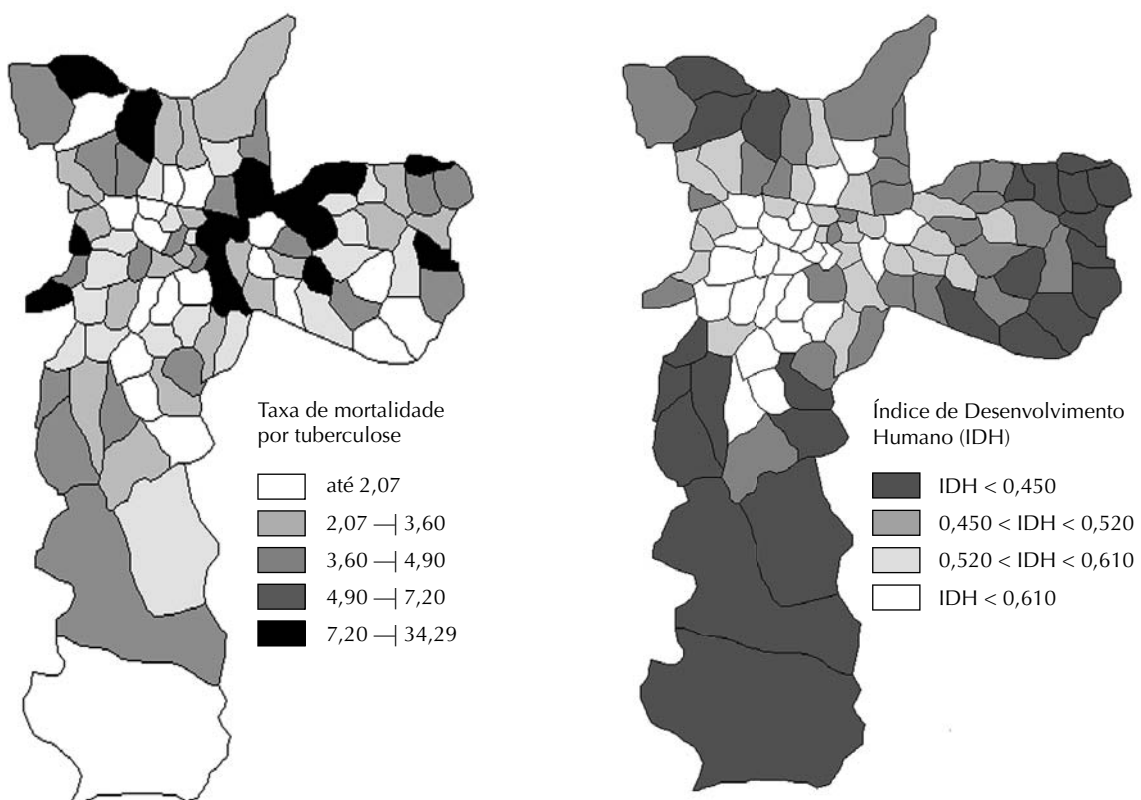 Taxa de mortalidade
por tuberculose
até 2,07
2,07 —| 3,60
3,60 —| 4,90
4,90 —| 7,20
7,20 —| 34,29
Índice de Desenvolvimento
Humano (IDH)
IDH < 0,450
0,450 < IDH < 0,520
0,520 < IDH < 0,610
IDH < 0,610